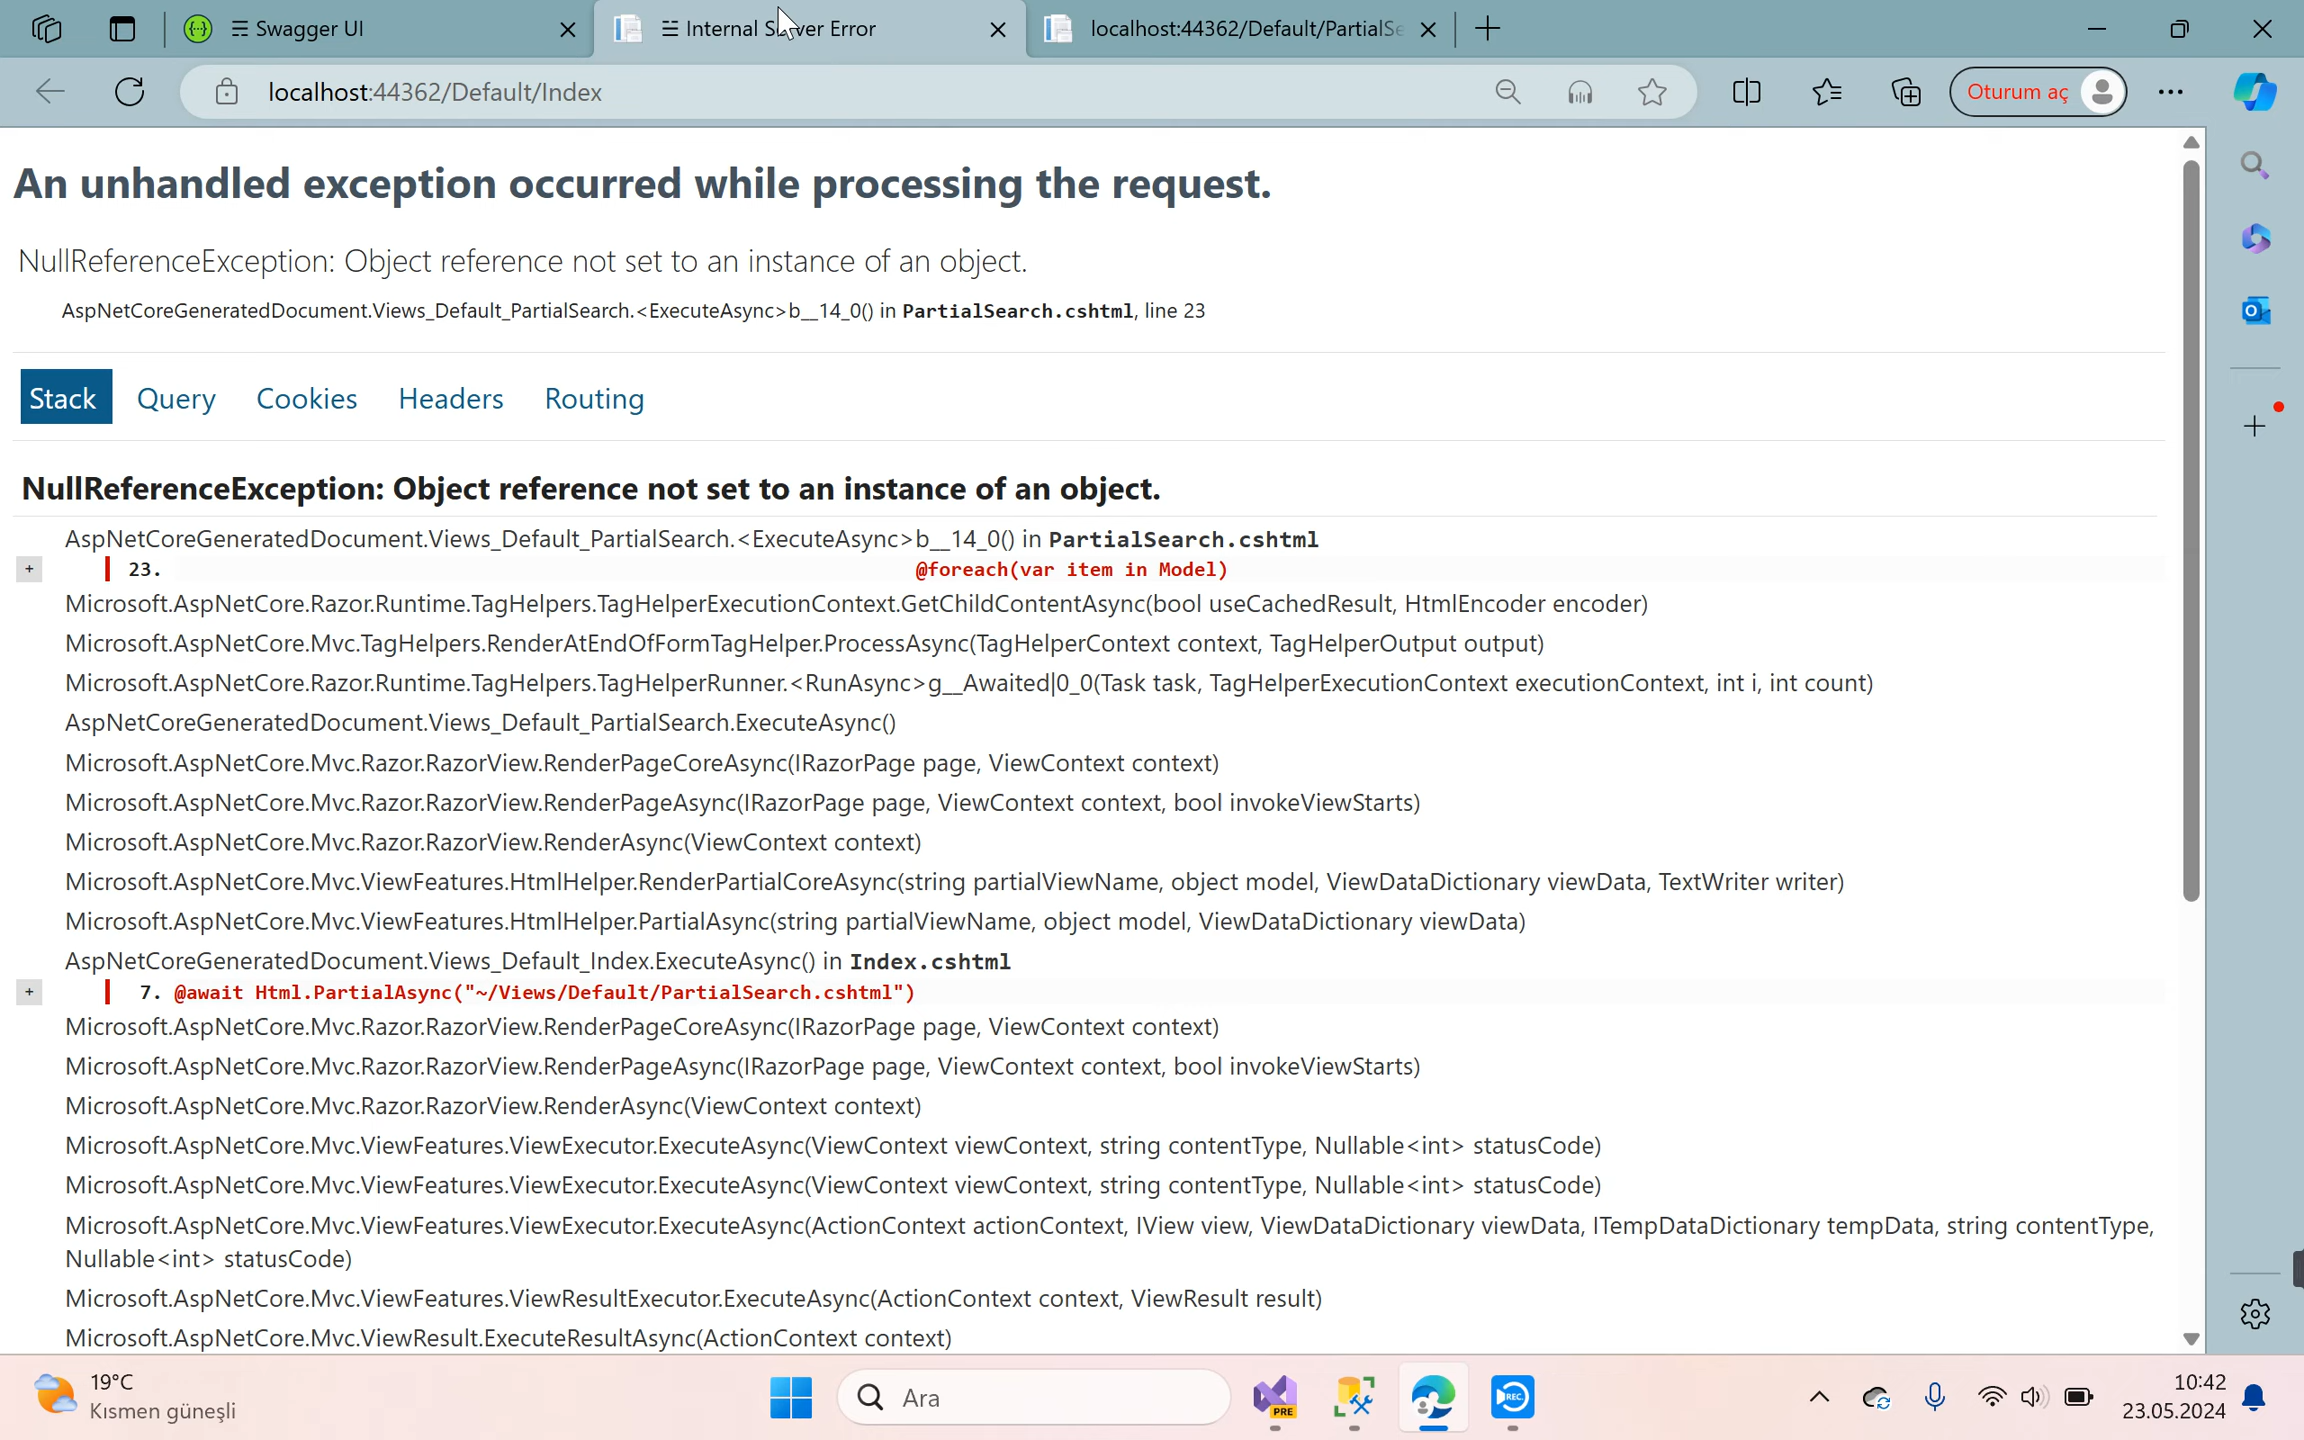 Swagger UI
Internal Server Error
localhost:44362/Default/PartialSe
localhost:44362/Default/Index
Oturum aç
An unhandled exception occurred while processing the request.
NullReferenceException: Object reference not set to an instance of an object.
AspNetCoreGeneratedDocument.Views_Default_PartialSearch.<ExecuteAsync>b__14_0() in PartialSearch.cshtml, line 23
Stack Query Cookies Headers Routing
NullReferenceException: Object reference not set to an instance of an object.
AspNetCoreGeneratedDocument.Views_Default_PartialSearch.<ExecuteAsync>b__14_0() in PartialSearch.cshtml
+ 23. @foreach(var item in Model)
Microsoft.AspNetCore.Razor.Runtime.TagHelpers.TagHelperExecutionContext.GetChildContentAsync(bool useCachedResult, HtmlEncoder encoder)
Microsoft.AspNetCore.Mvc.TagHelpers.RenderAtEndOfFormTagHelper.ProcessAsync(TagHelperContext context, TagHelperOutput output)
Microsoft.AspNetCore.Razor.Runtime.TagHelpers.TagHelperRunner.<RunAsync>g__Awaited|0_0(Task task, TagHelperExecutionContext executionContext, int i, int count)
AspNetCoreGeneratedDocument.Views_Default_PartialSearch.ExecuteAsync()
Microsoft.AspNetCore.Mvc.Razor.RazorView.RenderPageCoreAsync(IRazorPage page, ViewContext context)
Microsoft.AspNetCore.Mvc.Razor.RazorView.RenderPageAsync(IRazorPage page, ViewContext context, bool invokeViewStarts)
Microsoft.AspNetCore.Mvc.Razor.RazorView.RenderAsync(ViewContext context)
Microsoft.AspNetCore.Mvc.ViewFeatures.HtmlHelper.RenderPartialCoreAsync(string partialViewName, object model, ViewDataDictionary viewData, TextWriter writer)
Microsoft.AspNetCore.Mvc.ViewFeatures.HtmlHelper.PartialAsync(string partialViewName, object model, ViewDataDictionary viewData)
AspNetCoreGeneratedDocument.Views_Default_Index.ExecuteAsync() in Index.cshtml
+ 7. @await Html.PartialAsync("~/Views/Default/PartialSearch.cshtml")
Microsoft.AspNetCore.Mvc.Razor.RazorView.RenderPageCoreAsync(IRazorPage page, ViewContext context)
Microsoft.AspNetCore.Mvc.Razor.RazorView.RenderPageAsync(IRazorPage page, ViewContext context, bool invokeViewStarts)
Microsoft.AspNetCore.Mvc.Razor.RazorView.RenderAsync(ViewContext context)
Microsoft.AspNetCore.Mvc.ViewFeatures.ViewExecutor.ExecuteAsync(ViewContext viewContext, string contentType, Nullable<int> statusCode)
Microsoft.AspNetCore.Mvc.ViewFeatures.ViewExecutor.ExecuteAsync(ViewContext viewContext, string contentType, Nullable<int> statusCode)
Microsoft.AspNetCore.Mvc.ViewFeatures.ViewExecutor.ExecuteAsync(ActionContext actionContext, IView view, ViewDataDictionary viewData, ITempDataDictionary tempData, string contentType,
Nullable<int> statusCode)
Microsoft.AspNetCore.Mvc.ViewFeatures.ViewResultExecutor.ExecuteAsync(ActionContext context, ViewResult result)
Microsoft.AspNetCore.Mvc.ViewResult.ExecuteResultAsync(ActionContext context)
19°C
Kısmen güneşli
Ara
PRE
REC
10:42
23.05.2024